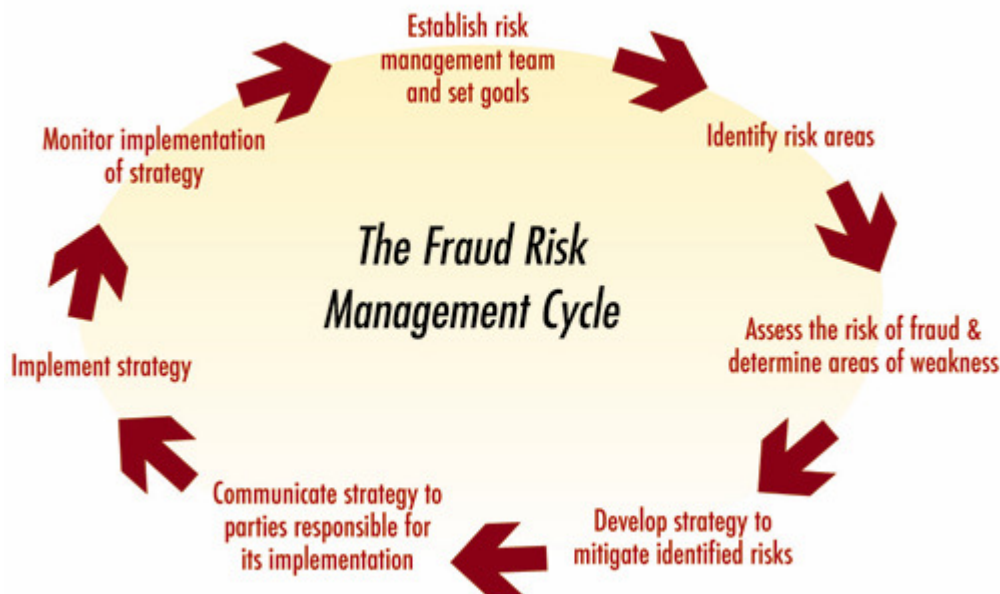 Establish risk
management team
and set goals
Identify risk areas
Assess the risk of fraud &
determine areas of weakness
Develop strategy to
mitigate identified risks
Communicate strategy to
parties responsible for
its implementation
Implement strategy
Monitor implementation
of strategy
The Fraud Risk
Management Cycle